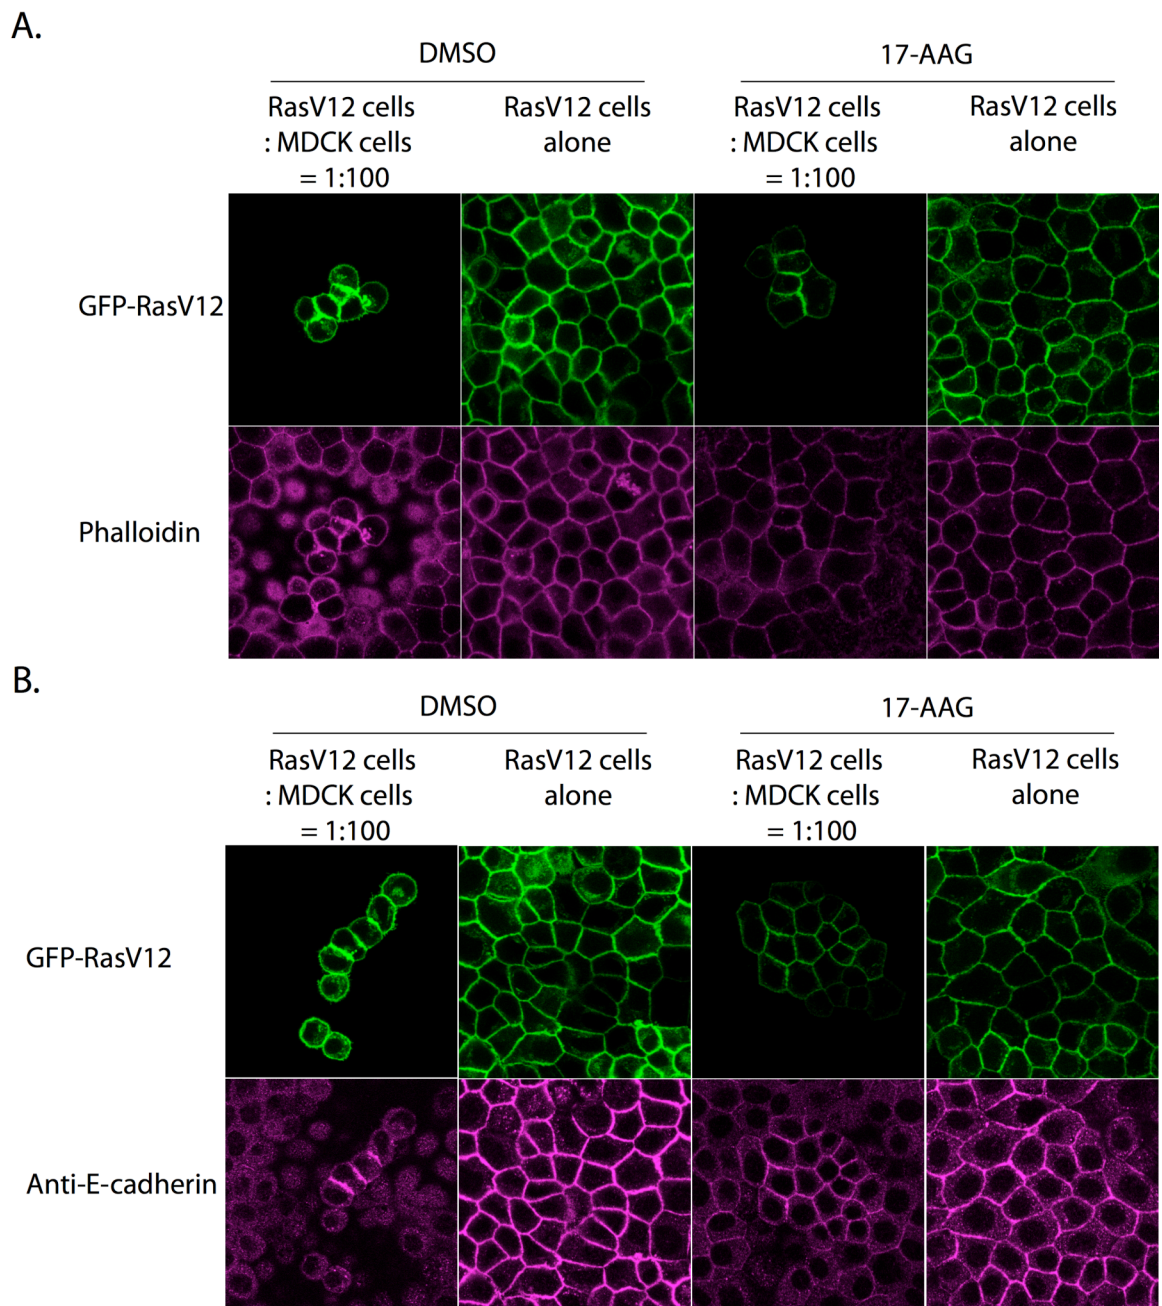 A.
DMSO
17-AAG
RasV12 cells
: MDCK cells
= 1:100
RasV12 cells
alone
RasV12 cells
: MDCK cells
= 1:100
RasV12 cells
alone
GFP-RasV12
Phalloidin
B.
DMSO
17-AAG
RasV12 cells
: MDCK cells
= 1:100
RasV12 cells
alone
RasV12 cells
: MDCK cells
= 1:100
RasV12 cells
alone
GFP-RasV12
Anti-E-cadherin